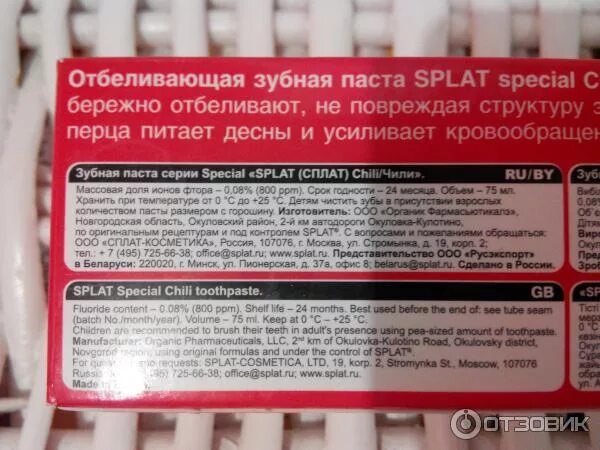 Отбеливающая зубная паста SPLAT special C
бережно отбеливают, не повреждая структуру з
перца питает десны и усиливает кровообращен
Зубная паста серии Special «SPLAT (СПЛАТ) Chili/Чили». RU/BY
Массовая доля ионов фтора – 0,08% (800 ppm). Срок годности – 24 месяца. Объем – 75 мл.
Хранить при температуре от 0 °C до +25 °C. Детям чистить зубы в присутствии взрослых
количеством пасты размером с горошину. Изготовитель: ООО «Органик Фармасьютикалз»,
Новгородская область, Окуловский район, 2-й км автодороги Окуловка-Кулотино,
по оригинальным рецептурам и под контролем SPLAT®. С вопросами и пожеланиями обращаться:
ООО «СПЛАТ-КОСМЕТИКА», Россия, 107076, г. Москва, ул. Стромынка, д. 19, корп. 2;
тел.: + 7 (495) 725-66-38; office@splat.ru, www.splat.ru. Представительство ООО «Русэкспорт»
в Беларуси: 220020, г. Минск, ул. Пионерская, д. 37а, офис 8; belarus@splat.ru. Сделано в России.
SPLAT Special Chili toothpaste. GB
Fluoride content – 0.08% (800 ppm). Shelf life – 24 months. Best used before the end of: see tube seam
(batch No./month/year). Volume – 75 ml. Keep at 0 °C – +25 °C.
Children are recommended to brush their teeth in adult's presence using pea-sized amount of toothpaste.
Manufacturer: Organic Pharmaceuticals, LLC, 2nd km of Okulovka-Kulotino Road, Okulovsky district,
Novgorod region, using original formulas and under the control of SPLAT®.
For requests: SPLAT-COSMETICA, LTD, 19, korp. 2, Stromynka St., Moscow, 107076
Russia 725-66-38; office@splat.ru; www.splat.ru.
Made in
Зуб
Вибіл
0,08%
Збері
Дітям
Виро
Нов
«SP
Тісті
мерз
ОТЗОВИК